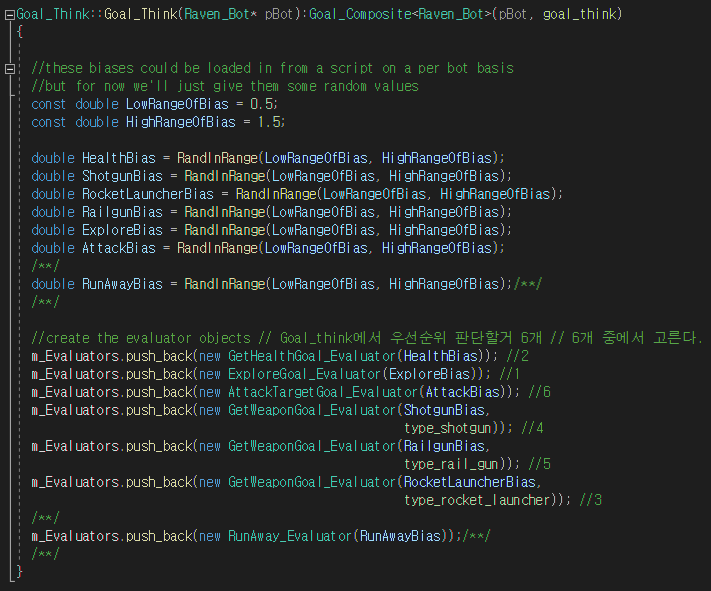 Goal_Think::Goal_Think(Raven_Bot* pBot):Goal_Composite<Raven_Bot>(pBot, goal_think)
{
//these biases could be loaded in from a script on a per bot basis
//but for now we'll just give them some random values
const double LowRangeOfBias = 0.5;
const double HighRangeOfBias = 1.5;
double HealthBias = RandInRange(LowRangeOfBias, HighRangeOfBias);
double ShotgunBias = RandInRange(LowRangeOfBias, HighRangeOfBias);
double RocketLauncherBias = RandInRange(LowRangeOfBias, HighRangeOfBias);
double RailgunBias = RandInRange(LowRangeOfBias, HighRangeOfBias);
double ExploreBias = RandInRange(LowRangeOfBias, HighRangeOfBias);
double AttackBias = RandInRange(LowRangeOfBias, HighRangeOfBias);
/**/
double RunAwayBias = RandInRange(LowRangeOfBias, HighRangeOfBias);/**/
/**/
//create the evaluator objects // Goal_think에서 우선순위 판단할거 6개 // 6개 중에서 고른다.
m_Evaluators.push_back(new GetHealthGoal_Evaluator(HealthBias)); //2
m_Evaluators.push_back(new ExploreGoal_Evaluator(ExploreBias)); //1
m_Evaluators.push_back(new AttackTargetGoal_Evaluator(AttackBias)); //6
m_Evaluators.push_back(new GetWeaponGoal_Evaluator(ShotgunBias,
type_shotgun)); //4
m_Evaluators.push_back(new GetWeaponGoal_Evaluator(RailgunBias,
type_rail_gun)); //5
m_Evaluators.push_back(new GetWeaponGoal_Evaluator(RocketLauncherBias,
type_rocket_launcher)); //3
/**/
m_Evaluators.push_back(new RunAway_Evaluator(RunAwayBias));/**/
/**/
}